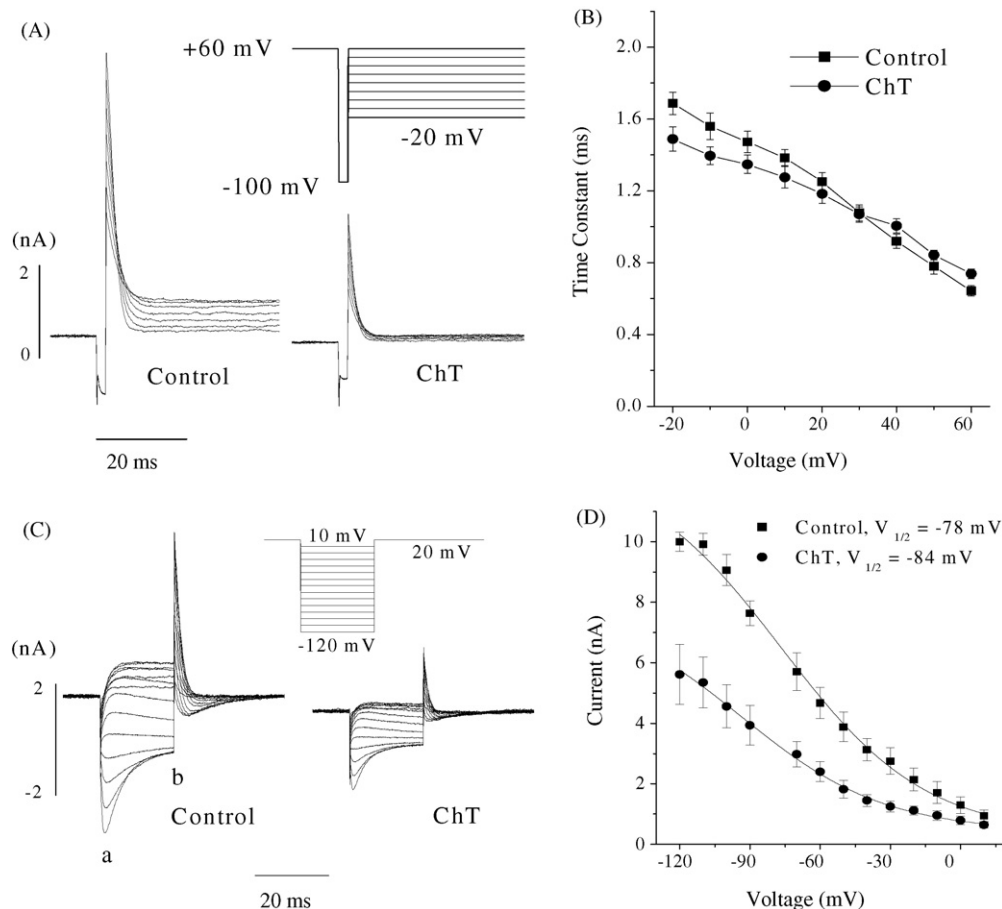 (A)
+60 mV
-20 mV
-100 mV
(nA)
2
0
Control
ChT
20 ms
(B)
2.0
1.6
1.2
0.8
0.4
0.0
Time Constant (ms)
Control
ChT
-20 0 20 40 60
Voltage (mV)
(C)
10 mV
20 mV
-120 mV
(nA)
2
-2
a
b
Control
ChT
20 ms
(D)
Control, V 1/2 = -78 mV
ChT, V 1/2 = -84 mV
10
8
6
4
2
0
Current (nA)
-120 -90 -60 -30 0
Voltage (mV)